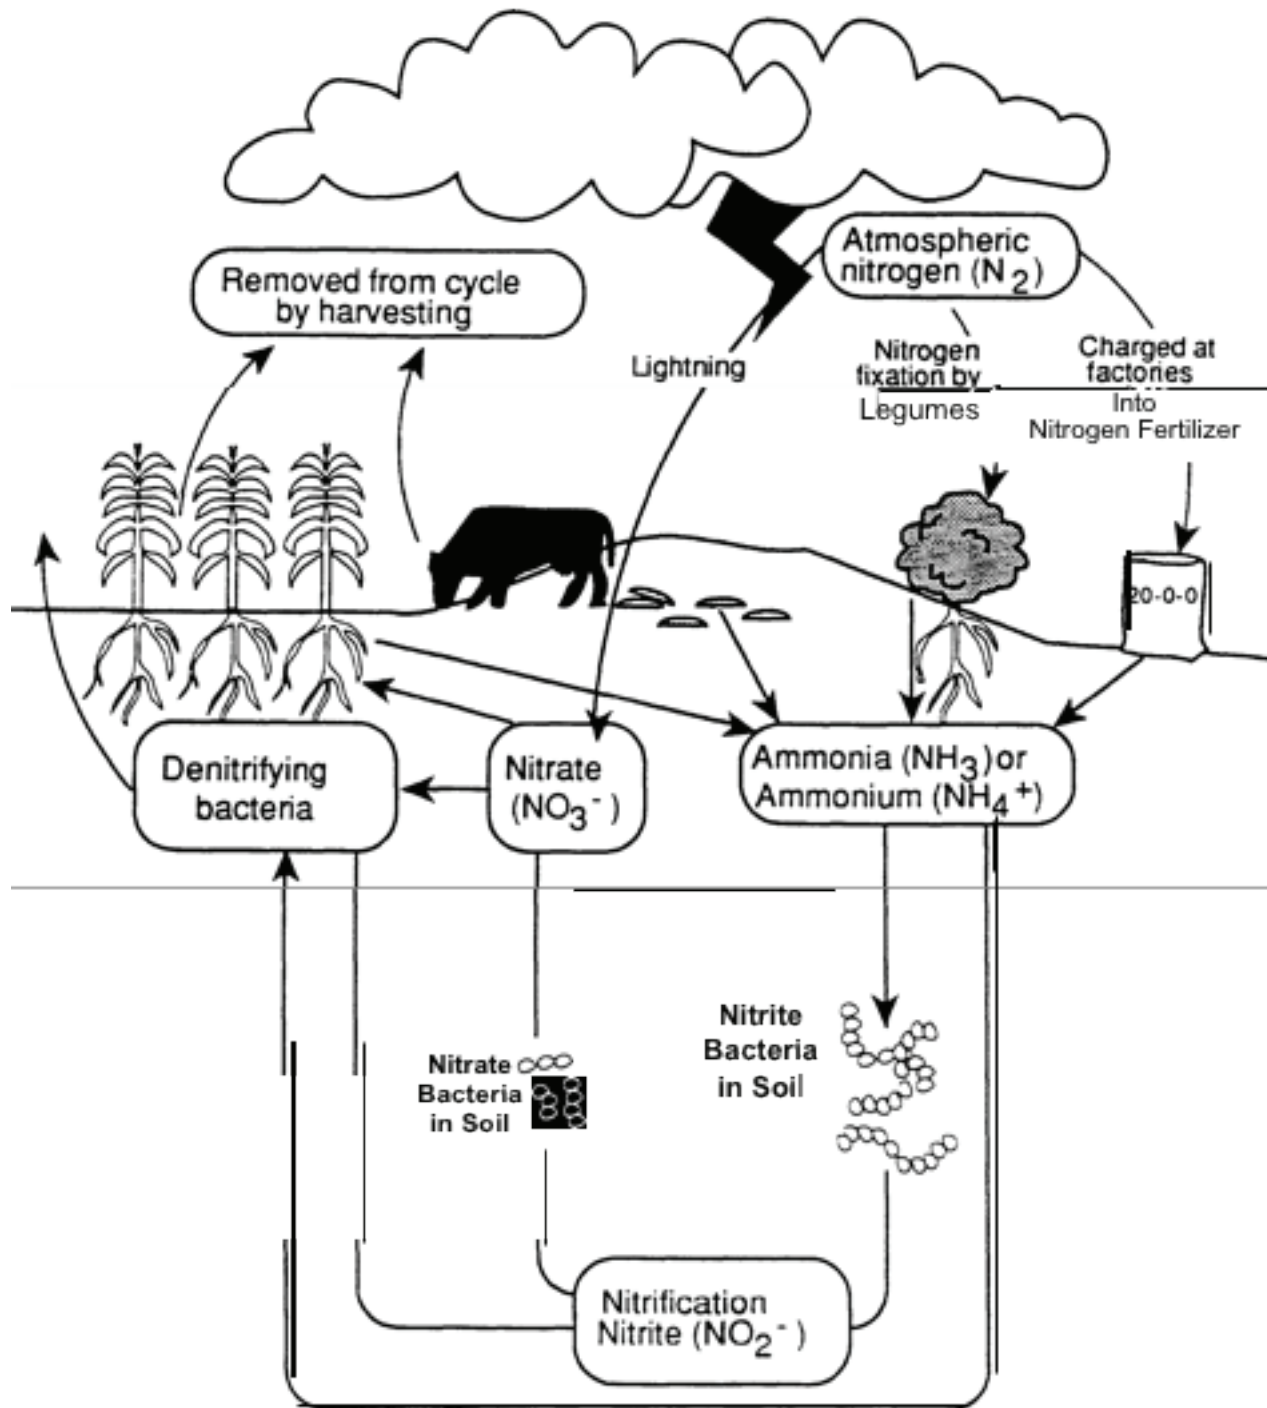 Removed from cycle
by harvesting
Atmospheric
nitrogen (N₂)
Lightning
Nitrogen
fixation by
Legumes
Charged at
factories
Into
Nitrogen Fertilizer
20-0-0
Denitrifying
bacteria
Nitrate
(NO₃⁻)
Ammonia (NH₃) or
Ammonium (NH₄⁺)
Nitrate
Bacteria
in Soil
Nitrite
Bacteria
in Soil
Nitrification
Nitrite (NO₂⁻)